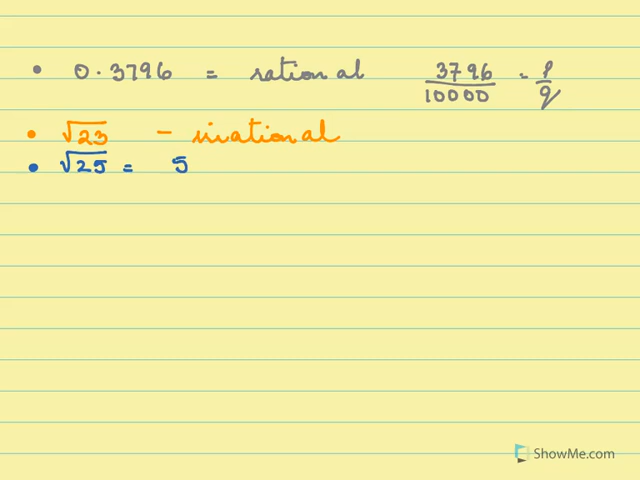 • 0.3796 = rational 3796/10000 = p/q
• √23 - irrational
• √25 = 5
ShowMe.com